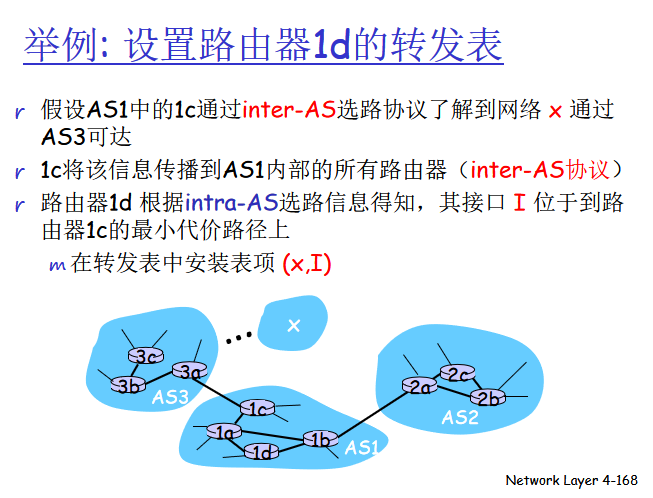 举例: 设置路由器1d的转发表
r 假设AS1中的1c通过inter-AS选路协议了解到网络 x 通过
AS3可达
r 1c将该信息传播到AS1内部的所有路由器（inter-AS协议）
r 路由器1d 根据intra-AS选路信息得知，其接口 I 位于到路
由器1c的最小代价路径上
m 在转发表中安装表项 (x,I)
x
…
3c
3a
3b
AS3
2c
2a
2b
AS2
1c
1a
1b
1d
AS1
Network Layer 4-168